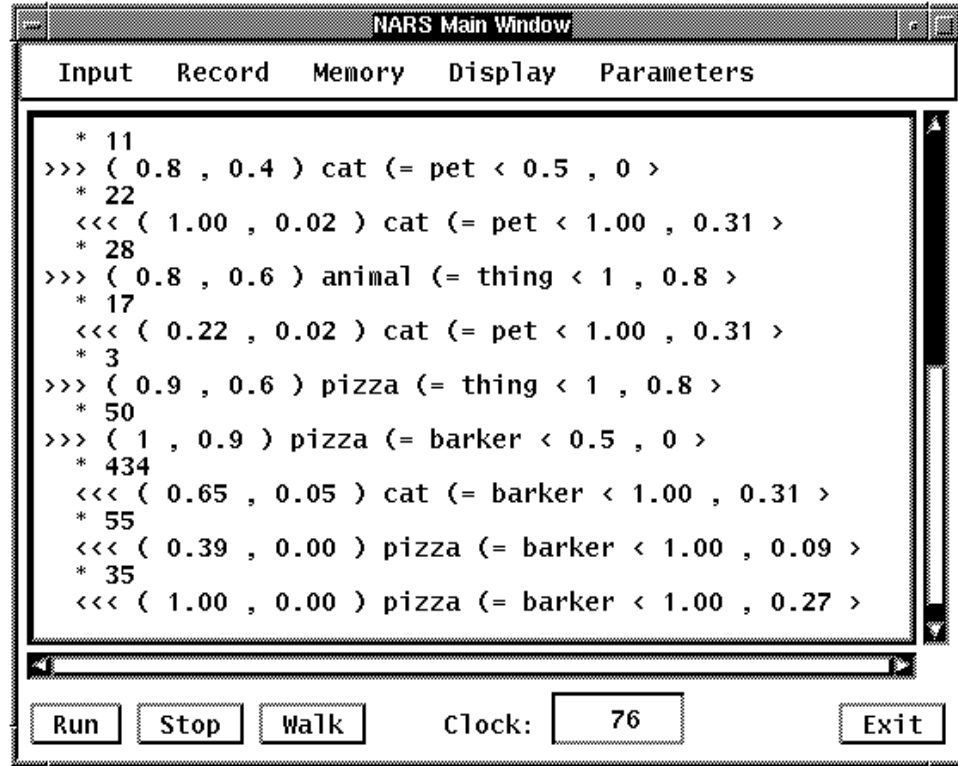 NARS Main Window
Input Record Memory Display Parameters
* 11
>>> ( 0.8 , 0.4 ) cat (= pet < 0.5 , 0 >
* 22
<<< ( 1.00 , 0.02 ) cat (= pet < 1.00 , 0.31 >
* 28
>>> ( 0.8 , 0.6 ) animal (= thing < 1 , 0.8 >
* 17
<<< ( 0.22 , 0.02 ) cat (= pet < 1.00 , 0.31 >
* 3
>>> ( 0.9 , 0.6 ) pizza (= thing < 1 , 0.8 >
* 50
>>> ( 1 , 0.9 ) pizza (= barker < 0.5 , 0 >
* 434
<<< ( 0.65 , 0.05 ) cat (= barker < 1.00 , 0.31 >
* 55
<<< ( 0.39 , 0.00 ) pizza (= barker < 1.00 , 0.09 >
* 35
<<< ( 1.00 , 0.00 ) pizza (= barker < 1.00 , 0.27 >
Run Stop Walk Clock: 76 Exit